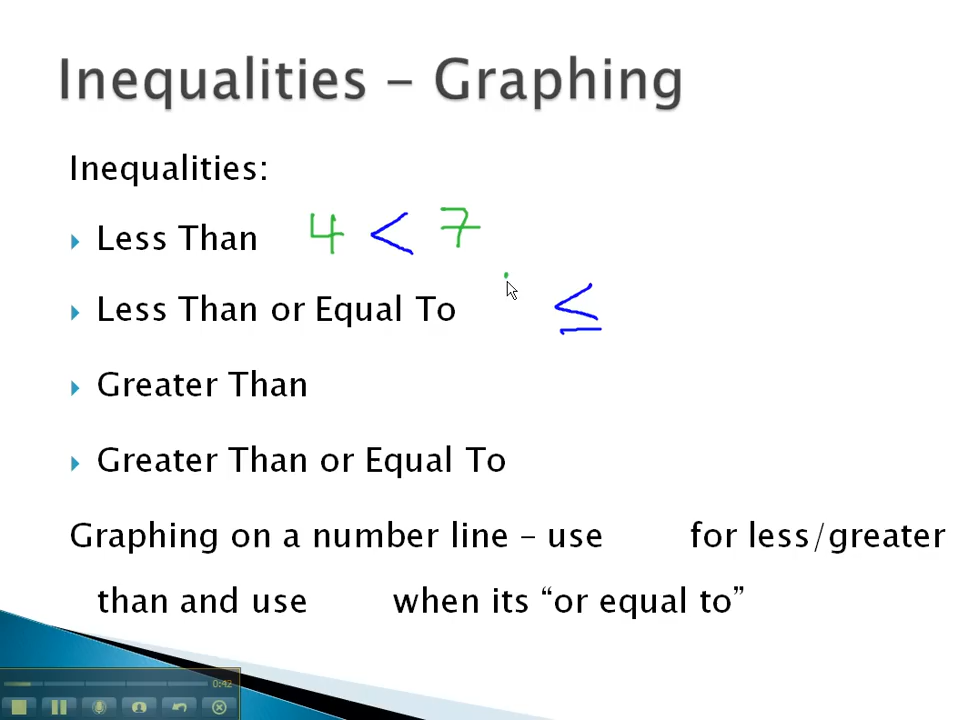 Inequalities - Graphing
Inequalities:
Less Than 4 < 7
Less Than or Equal To ≤
Greater Than
Greater Than or Equal To
Graphing on a number line – use for less/greater
than and use when its “or equal to”
0:42